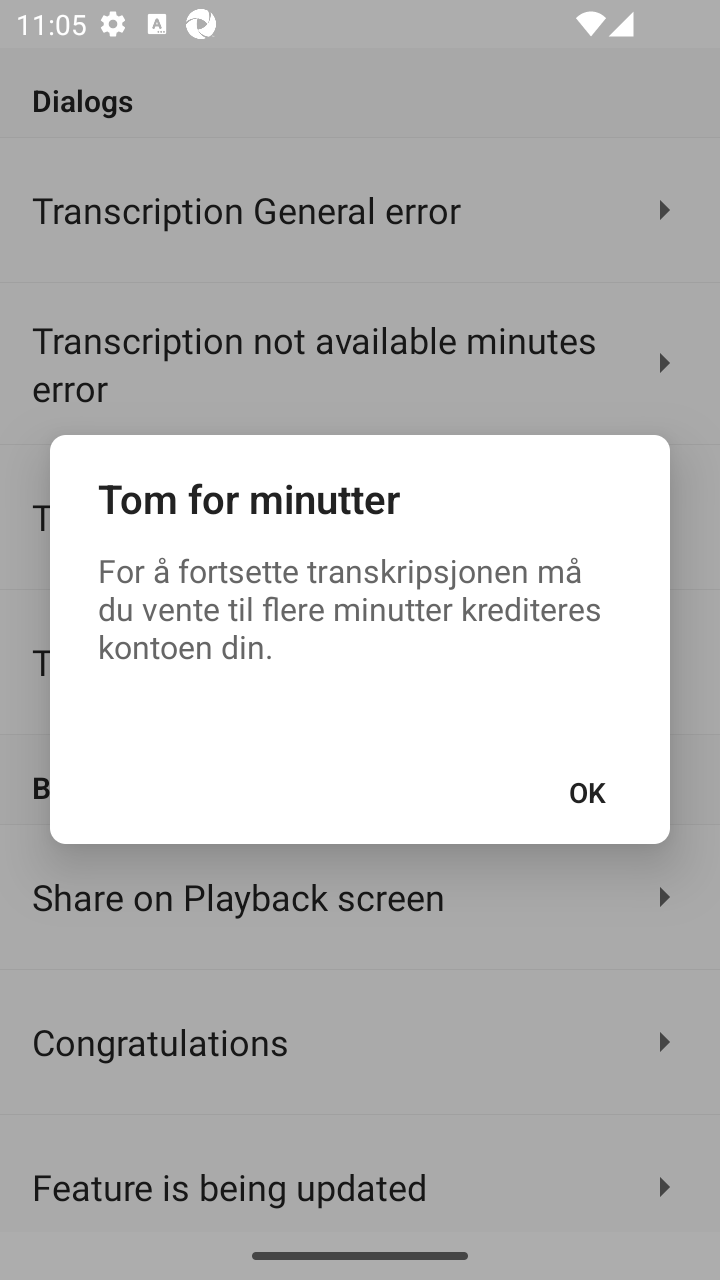 11:05
Dialogs
Transcription General error
Transcription not available minutes
error
Tom for minutter
For å fortsette transkripsjonen må
du vente til flere minutter krediteres
kontoen din.
OK
Share on Playback screen
Congratulations
Feature is being updated